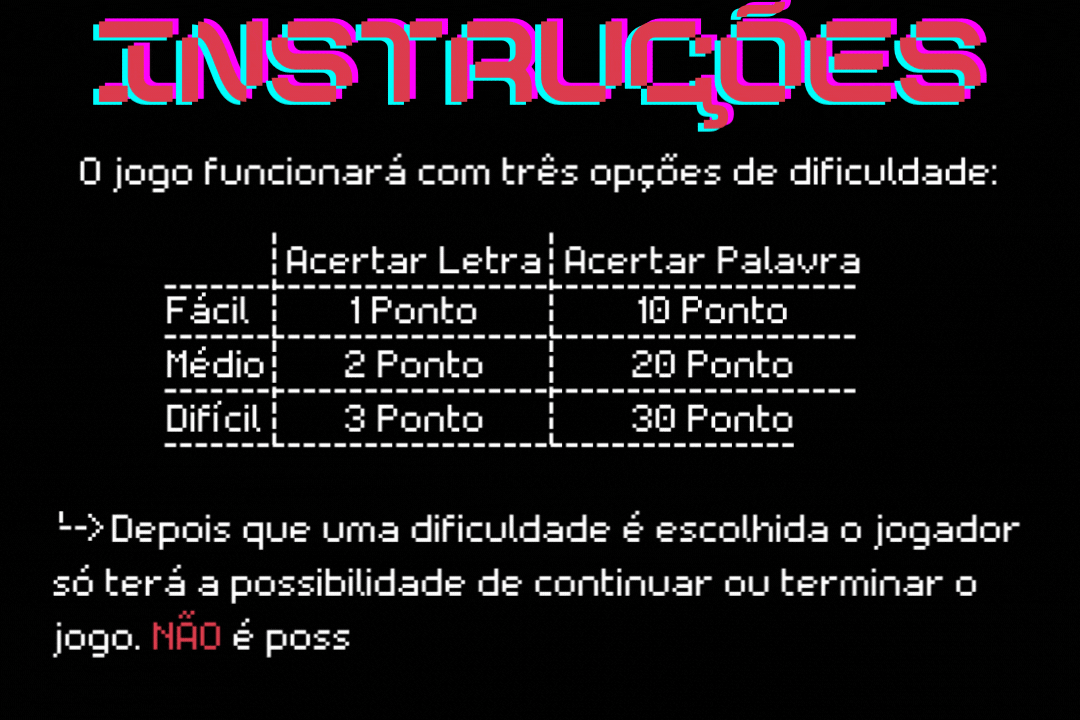 INSTRUÇÕES
O jogo funcionará com três opções de dificuldade:
Acertar Letra Acertar Palavra
Fácil 1 Ponto 10 Ponto
Médio 2 Ponto 20 Ponto
Difícil 3 Ponto 30 Ponto
└-> Depois que uma dificuldade é escolhida o jogador
só terá a possibilidade de continuar ou terminar o
jogo. NÃO é poss